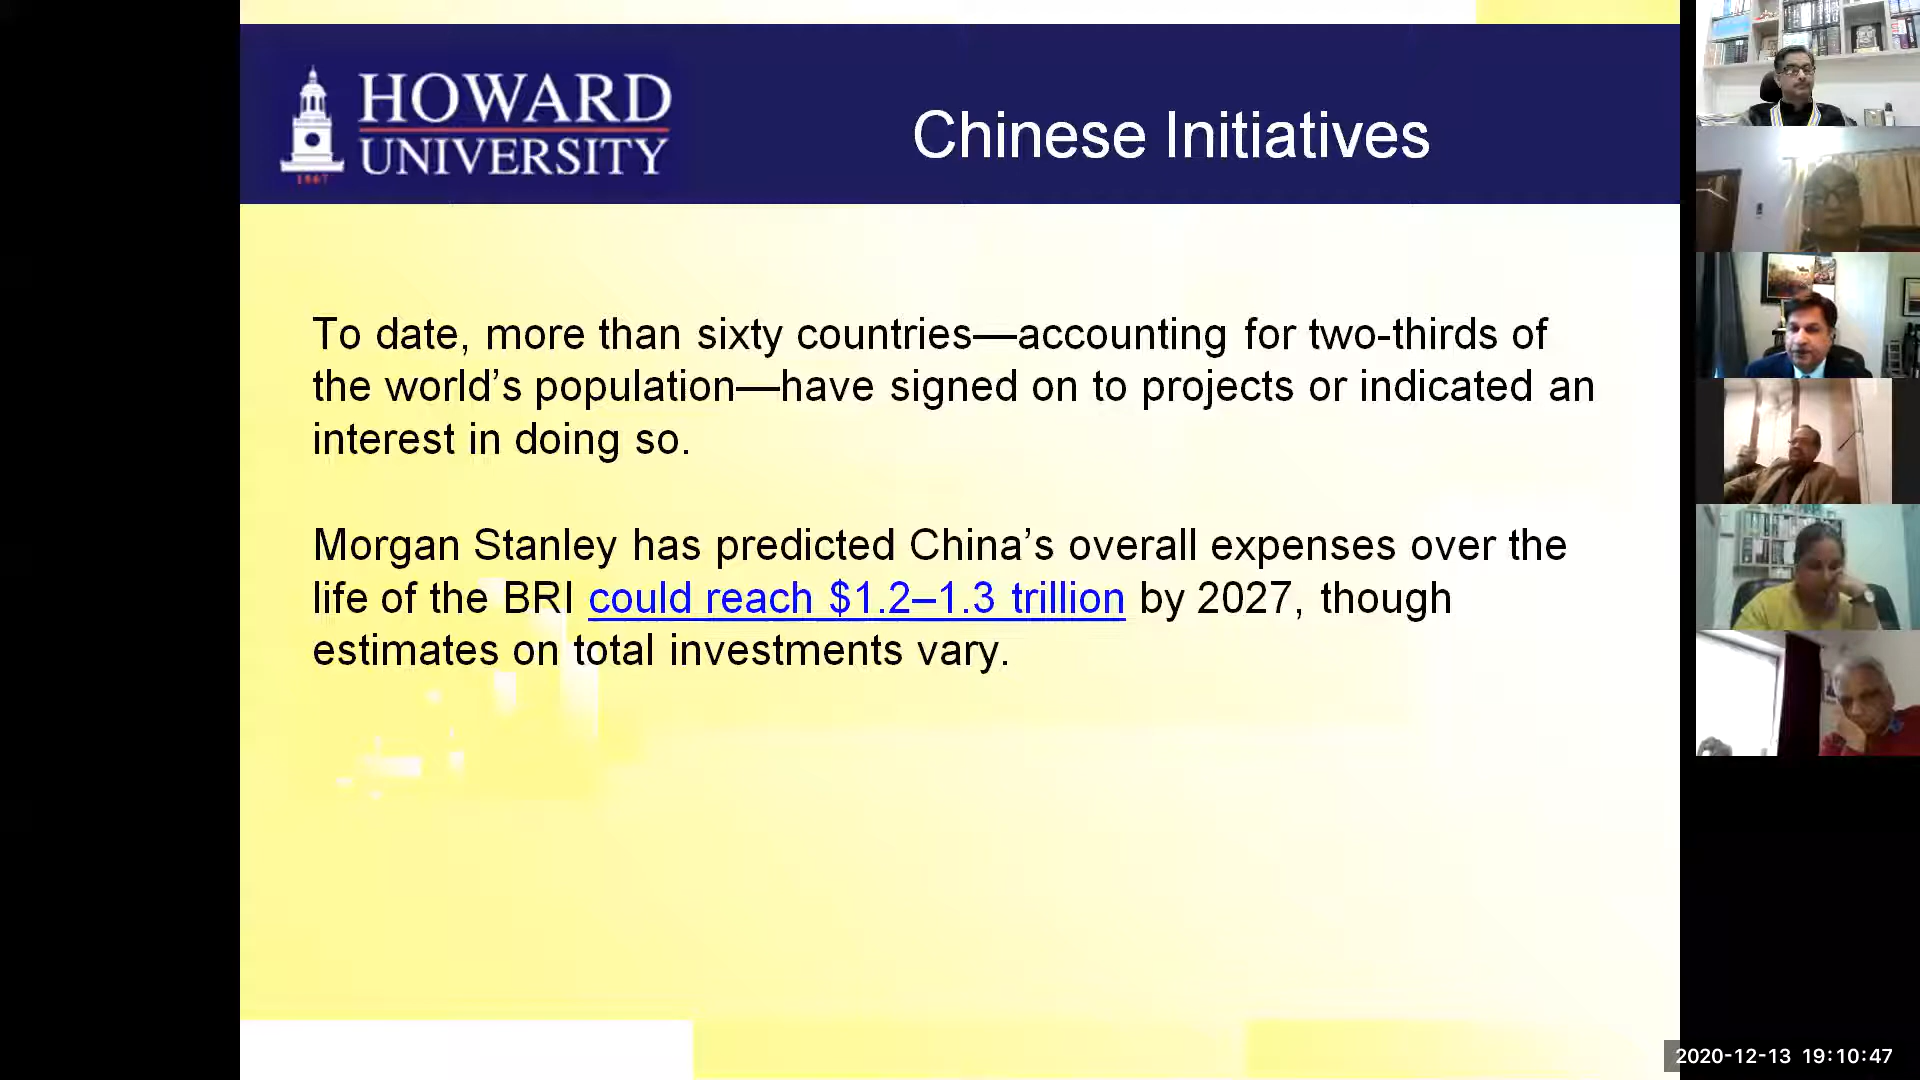 HOWARD
UNIVERSITY
1867
Chinese Initiatives
To date, more than sixty countries—accounting for two-thirds of
the world’s population—have signed on to projects or indicated an
interest in doing so.
Morgan Stanley has predicted China’s overall expenses over the
life of the BRI could reach $1.2–1.3 trillion by 2027, though
estimates on total investments vary.
2020-12-13 19:10:47